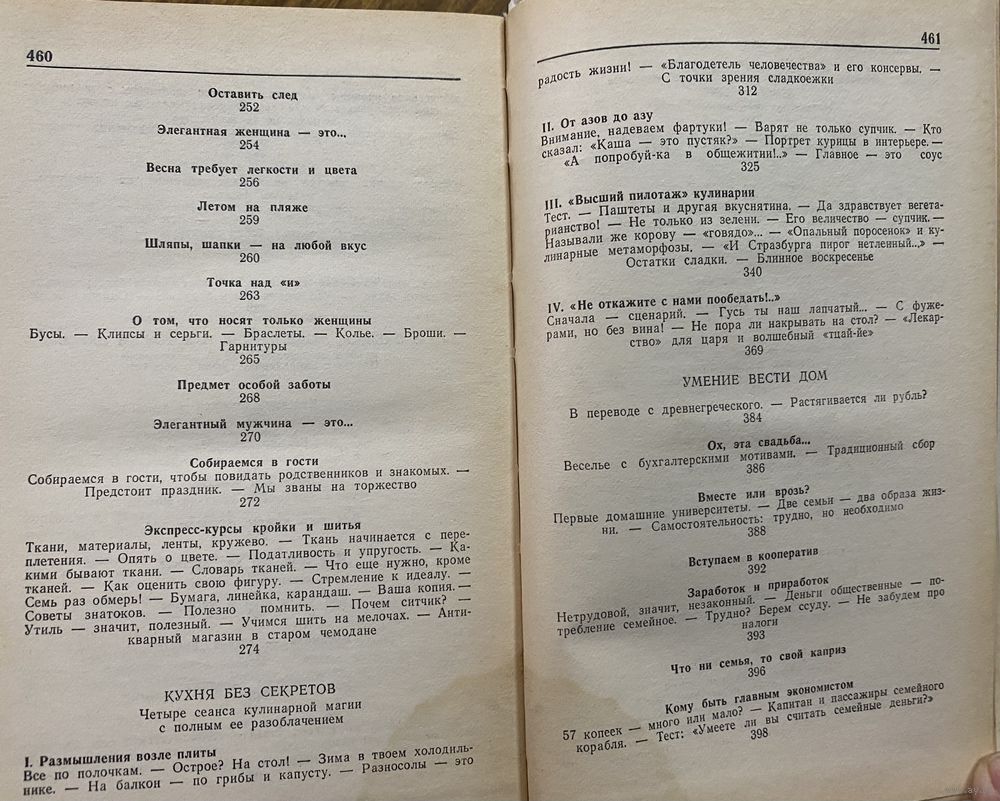 460
Оставить след
252
Элегантная женщина — это...
254
Весна требует легкости и цвета
256
Летом на пляже
259
Шляпы, шапки — на любой вкус
260
Точка над «и»
263
О том, что носят только женщины
Бусы. — Клипсы и серьги. — Браслеты. — Колье. — Броши. —
Гарнитуры
265
Предмет особой заботы
268
Элегантный мужчина — это...
270
Собираемся в гости
Собираемся в гости, чтобы повидать родственников и знакомых. —
Предстоит праздник. — Мы званы на торжество
272
Экспресс-курсы кройки и шитья
Ткани, материалы, ленты, кружево. — Ткань начинается с пере-
плетения. — Опять о цвете. — Податливость и упругость. — Ка-
кими бывают ткани. — Словарь тканей. — Что еще нужно, кроме
тканей. — Как оценить свою фигуру. — Стремление к идеалу. —
Семь раз обмерь! — Бумага, линейка, карандаш. — Ваша копия. —
Советы знатоков. — Полезно помнить. — Почем ситчик? —
Утиль — значит, полезный. — Учимся шить на мелочах. — Анти-
кварный магазин в старом чемодане
274
КУХНЯ БЕЗ СЕКРЕТОВ
Четыре сеанса кулинарной магии
с полным ее разоблачением
I. Размышления возле плиты
Все по полочкам. — Острое? На стол! — Зима в твоем холодиль-
нике. — На балкон — по грибы и капусту. — Разносолы — это
461
радость жизни! — «Благодетель человечества» и его консервы. —
С точки зрения сладкоежки
312
II. От азов до азу
Внимание, надеваем фартуки! — Варят не только супчик. — Кто
сказал: «Каша — это пустяк?» — Портрет курицы в интерьере. —
«А попробуй-ка в общежитии!..» — Главное — это соус
325
III. «Высший пилотаж» кулинарии
Тест. — Паштеты и другая вкуснятина. — Да здравствует вегета-
рианство! — Не только из зелени. — Его величество — супчик. —
Называли же корову — «говядо»... — «Опальный поросенок» и ку-
линарные метаморфозы. — «И Стразбурга пирог нетленный...» —
Остатки сладки. — Блинное воскресенье
340
IV. «Не откажите с нами пообедать!..»
Сначала — сценарий. — Гусь ты наш лапчатый... — С фуже-
рами, но без вина! — Не пора ли накрывать на стол? — «Лекар-
ство» для царя и волшебный «тцай-йе»
369
УМЕНИЕ ВЕСТИ ДОМ
В переводе с древнегреческого. — Растягивается ли рубль?
384
Ох, эта свадьба...
Веселье с бухгалтерскими мотивами. — Традиционный сбор
386
Вместе или врозь?
Первые домашние университеты. — Две семьи — два образа жиз-
ни. — Самостоятельность: трудно, но необходимо
388
Вступаем в кооператив
392
Заработок и приработок
Нетрудовой, значит, незаконный. — Деньги общественные — по-
требление семейное. — Трудно? Берем ссуду. — Не забудем про
налоги
393
Что ни семья, то свой каприз
396
Кому быть главным экономистом
57 копеек — много или мало? — Капитан и пассажиры семейного
корабля. — Тест: «Умеете ли вы считать семейные деньги?»
398